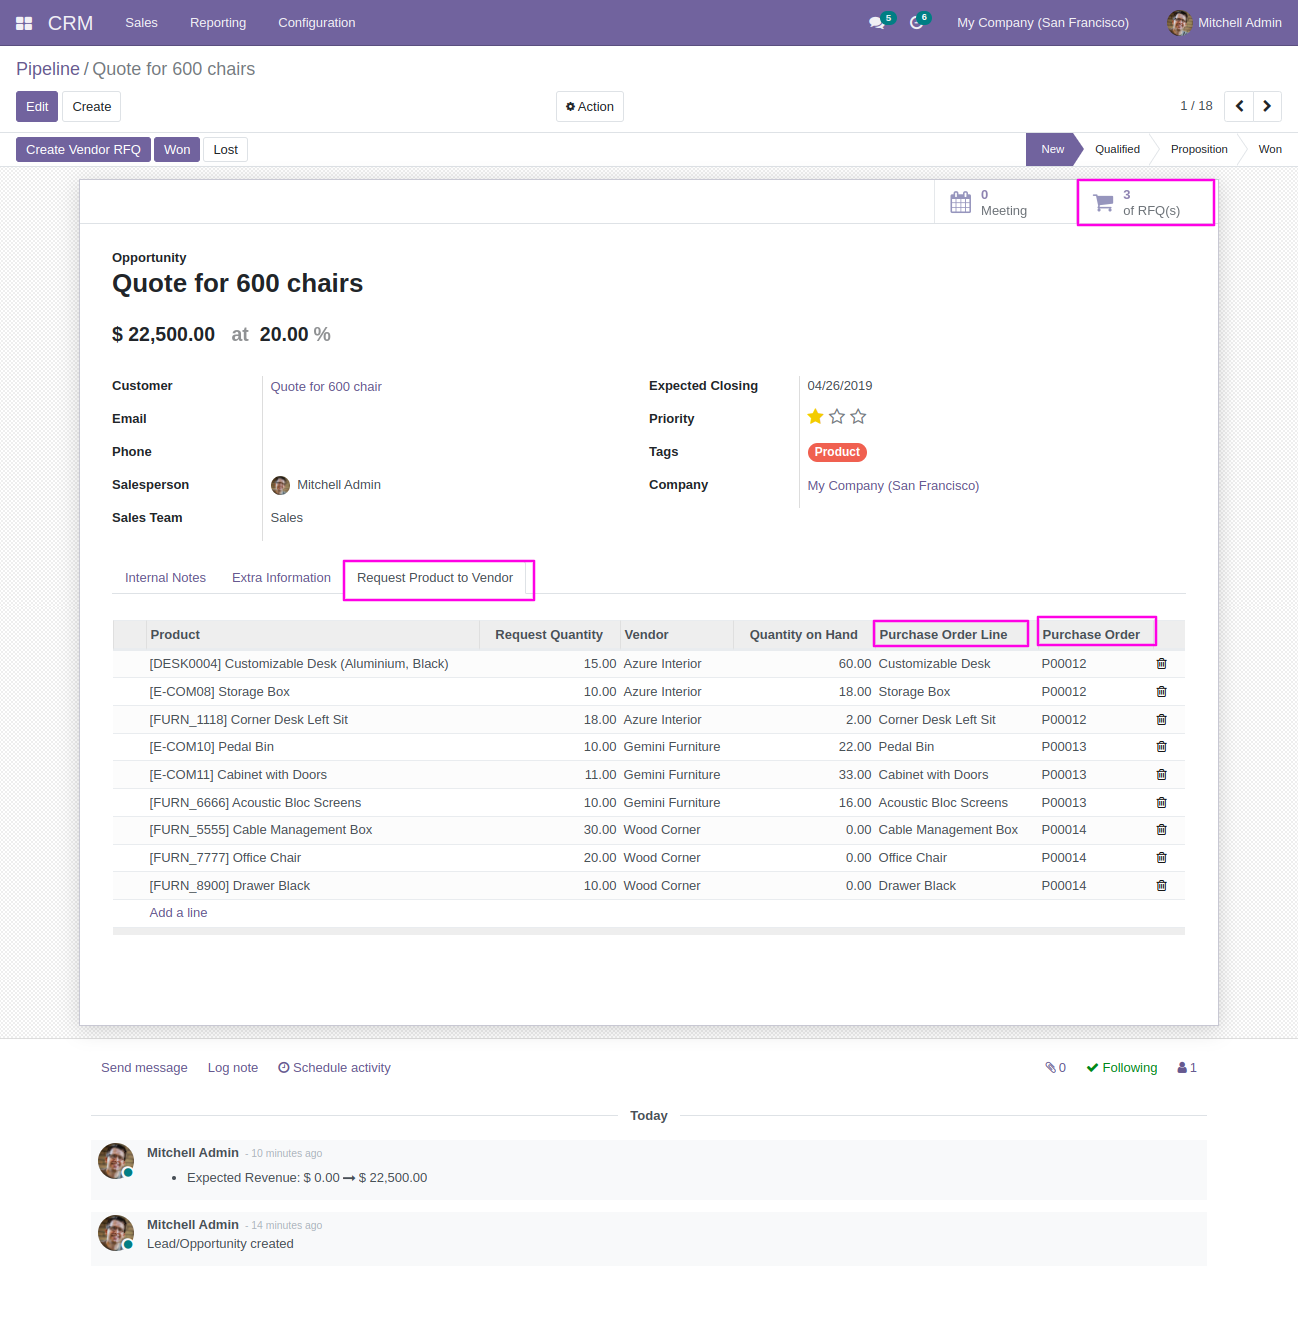 CRM Sales Reporting Configuration 5 6 My Company (San Francisco) Mitchell Admin
Pipeline / Quote for 600 chairs
Edit Create Action 1 / 18
Create Vendor RFQ Won Lost New Qualified Proposition Won
0 Meeting 3 of RFQ(s)
Opportunity
Quote for 600 chairs
$ 22,500.00 at 20.00 %
Customer Quote for 600 chair Expected Closing 04/26/2019
Email Priority
Phone Tags Product
Salesperson Mitchell Admin Company My Company (San Francisco)
Sales Team Sales
Internal Notes Extra Information Request Product to Vendor
Product Request Quantity Vendor Quantity on Hand Purchase Order Line Purchase Order
[DESK0004] Customizable Desk (Aluminium, Black) 15.00 Azure Interior 60.00 Customizable Desk P00012
[E-COM08] Storage Box 10.00 Azure Interior 18.00 Storage Box P00012
[FURN_1118] Corner Desk Left Sit 18.00 Azure Interior 2.00 Corner Desk Left Sit P00012
[E-COM10] Pedal Bin 10.00 Gemini Furniture 22.00 Pedal Bin P00013
[E-COM11] Cabinet with Doors 11.00 Gemini Furniture 33.00 Cabinet with Doors P00013
[FURN_6666] Acoustic Bloc Screens 10.00 Gemini Furniture 16.00 Acoustic Bloc Screens P00013
[FURN_5555] Cable Management Box 30.00 Wood Corner 0.00 Cable Management Box P00014
[FURN_7777] Office Chair 20.00 Wood Corner 0.00 Office Chair P00014
[FURN_8900] Drawer Black 10.00 Wood Corner 0.00 Drawer Black P00014
Add a line
Send message Log note Schedule activity 0 Following 1
Today
Mitchell Admin - 10 minutes ago
• Expected Revenue: $ 0.00 → $ 22,500.00
Mitchell Admin - 14 minutes ago
Lead/Opportunity created